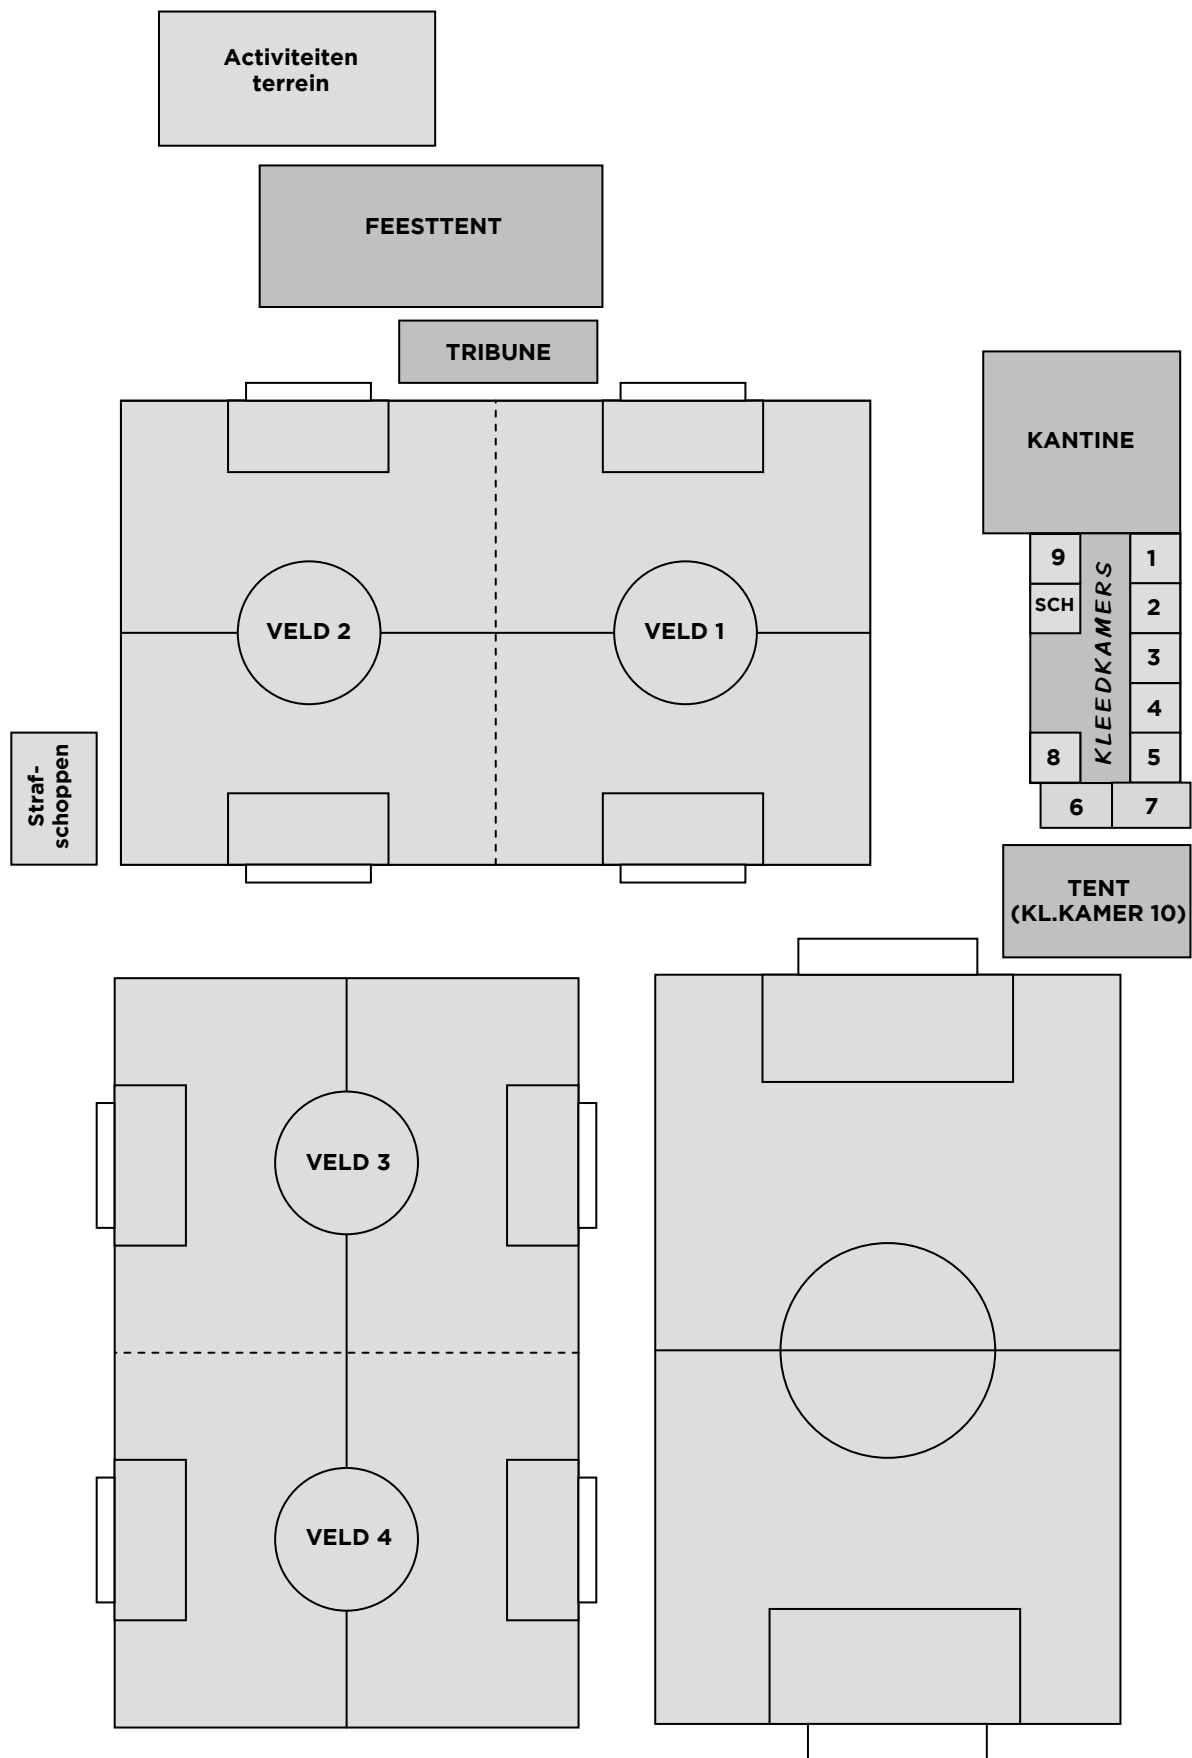 Activiteiten
terrein
FEESTTENT
TRIBUNE
KANTINE
9
1
SCH
2
KLEEDKAMERS
3
4
8
5
6
7
VELD 2
VELD 1
Straf-
schoppen
TENT
(KL.KAMER 10)
VELD 3
VELD 4